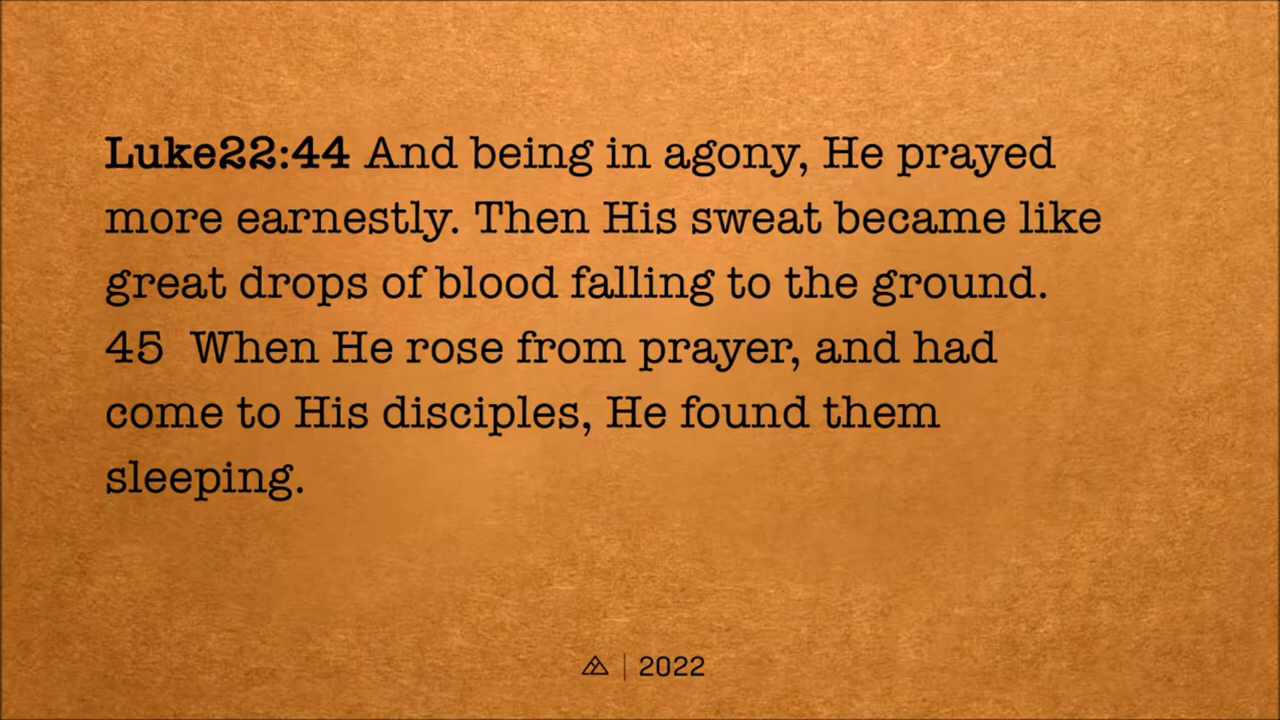 Luke22:44 And being in agony, He prayed
more earnestly. Then His sweat became like
great drops of blood falling to the ground.
45 When He rose from prayer, and had
come to His disciples, He found them
sleeping.
2022